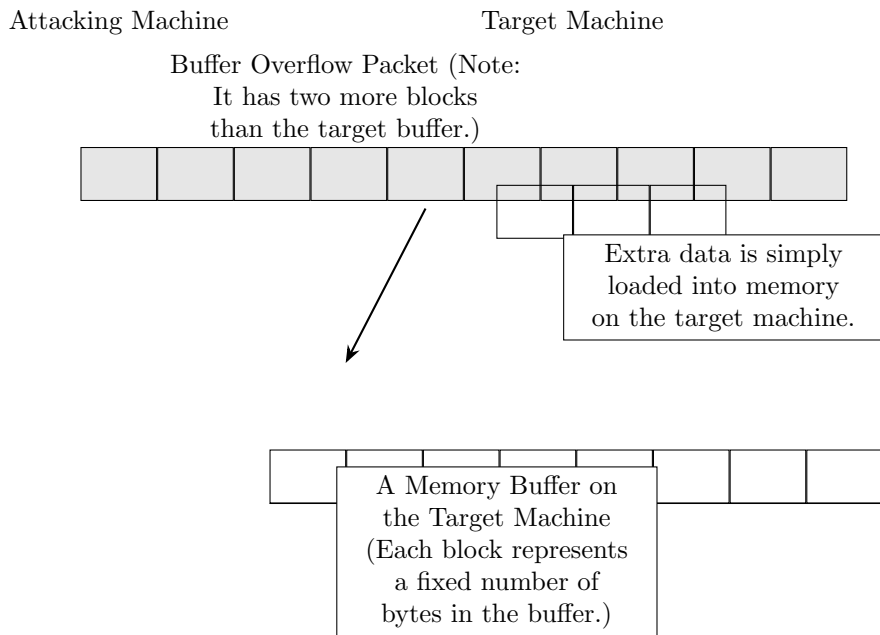 Attacking Machine
Target Machine
Buffer Overflow Packet (Note:
It has two more blocks
than the target buffer.)
Extra data is simply
loaded into memory
on the target machine.
A Memory Buffer on
the Target Machine
(Each block represents
a fixed number of
bytes in the buffer.)